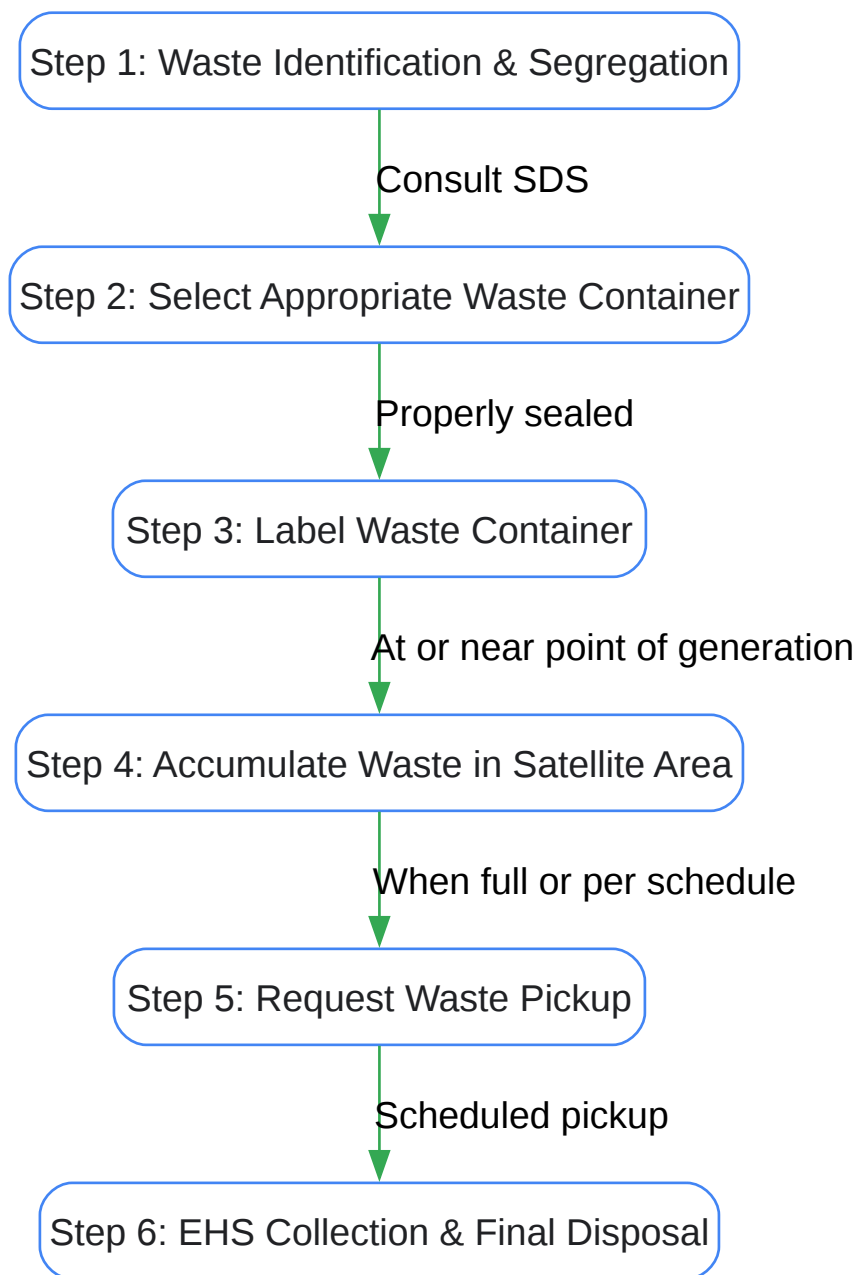 Step 1: Waste Identification & Segregation
Consult SDS
Step 2: Select Appropriate Waste Container
Properly sealed
Step 3: Label Waste Container
At or near point of generation
Step 4: Accumulate Waste in Satellite Area
When full or per schedule
Step 5: Request Waste Pickup
Scheduled pickup
Step 6: EHS Collection & Final Disposal